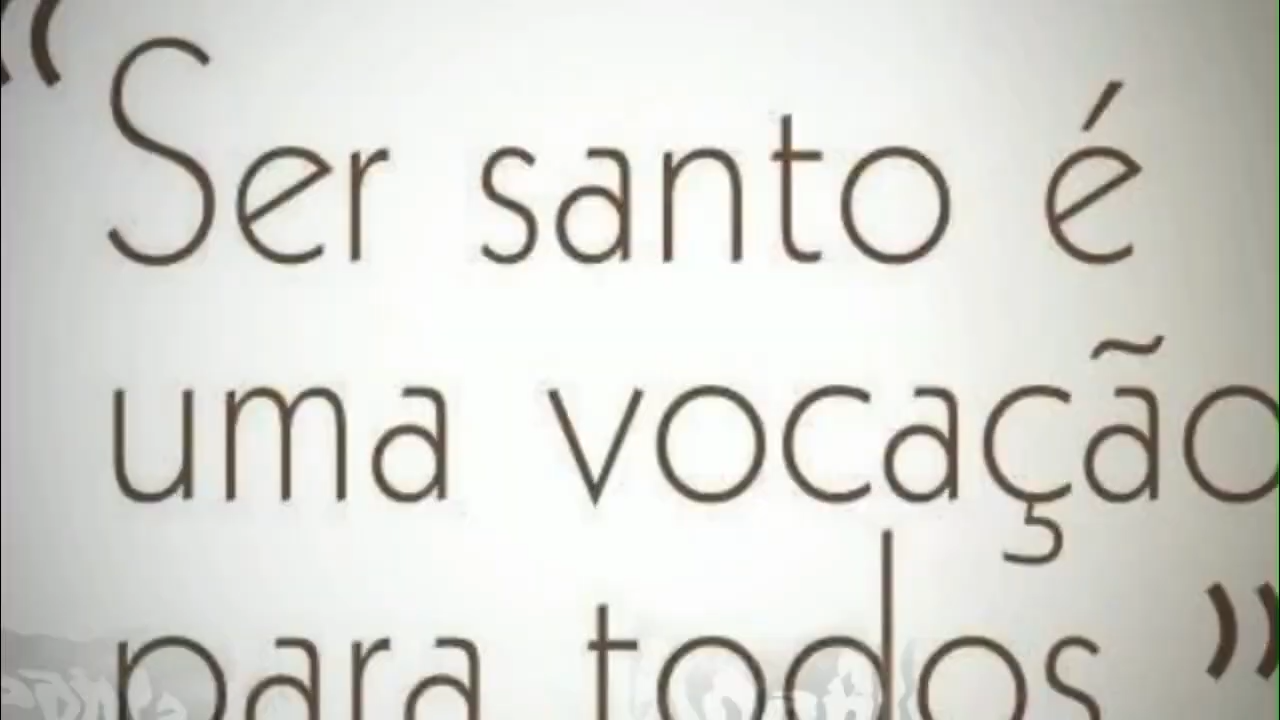 “Ser santo é
uma vocação
para todos”